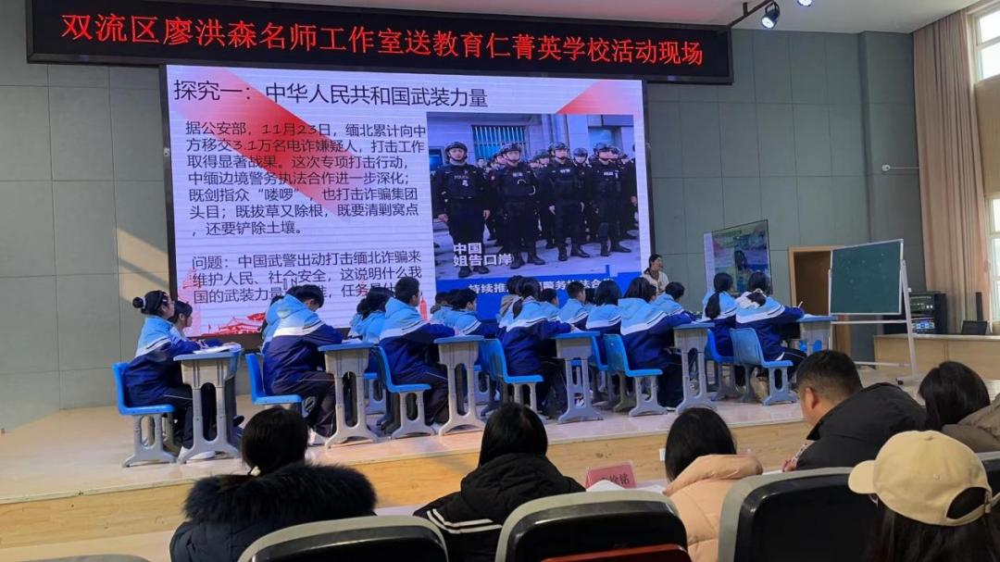 双流区廖洪森名师工作室送教育仁菁英学校活动现场
探究一：中华人民共和国武装力量
据公安部，11月23日，缅北累计向中
方移交3.1万名电诈嫌疑人，打击工作
取得显著战果。这次专项打击行动，
中缅边境警务执法合作进一步深化；
既剑指众“喽啰”　也打击诈骗集团
头目；既拔草又除根，既要清剿窝点
，还要铲除土壤。
问题：中国武警出动打击缅北诈骗来
维护人民、社会安全，这说明什么我
国的武装力量
任务是
POLICE
中国
姐告口岸
持续推
警务执法合